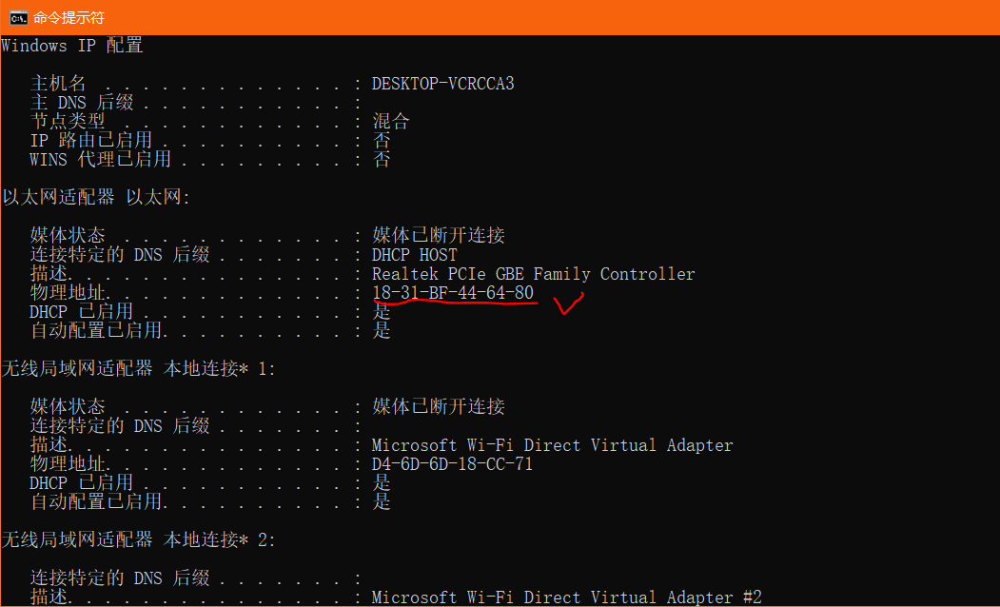 命令提示符
Windows IP 配置
主机名 . . . . . . . . . . . . . : DESKTOP-VCRCCA3
主 DNS 后缀 . . . . . . . . . . . :
节点类型 . . . . . . . . . . . . : 混合
IP 路由已启用 . . . . . . . . . . : 否
WINS 代理已启用 . . . . . . . . . : 否
以太网适配器 以太网:
媒体状态 . . . . . . . . . . . . : 媒体已断开连接
连接特定的 DNS 后缀 . . . . . . . : DHCP HOST
描述. . . . . . . . . . . . . . . : Realtek PCIe GBE Family Controller
物理地址. . . . . . . . . . . . . : 18-31-BF-44-64-80
DHCP 已启用 . . . . . . . . . . . : 是
自动配置已启用. . . . . . . . . . : 是
无线局域网适配器 本地连接* 1:
媒体状态 . . . . . . . . . . . . : 媒体已断开连接
连接特定的 DNS 后缀 . . . . . . . :
描述. . . . . . . . . . . . . . . : Microsoft Wi-Fi Direct Virtual Adapter
物理地址. . . . . . . . . . . . . : D4-6D-6D-18-CC-71
DHCP 已启用 . . . . . . . . . . . : 是
自动配置已启用. . . . . . . . . . : 是
无线局域网适配器 本地连接* 2:
连接特定的 DNS 后缀 . . . . . . . :
描述. . . . . . . . . . . . . . . : Microsoft Wi-Fi Direct Virtual Adapter #2